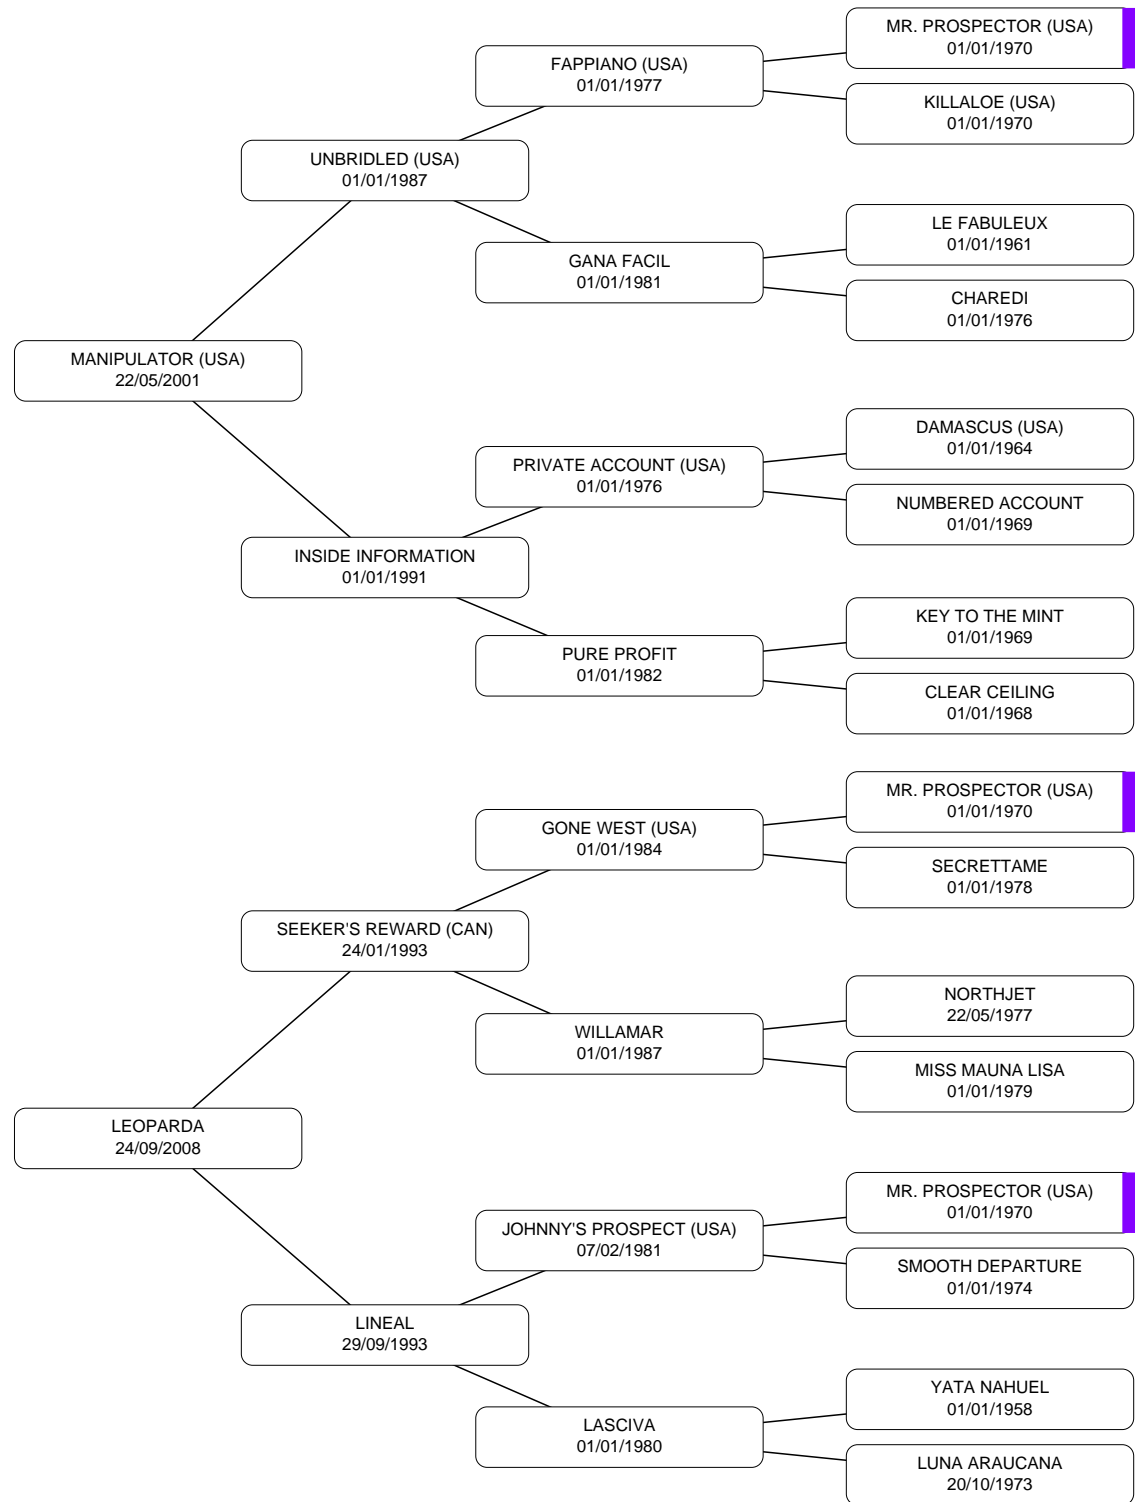 MR. PROSPECTOR (USA)
01/01/1970
FAPPIANO (USA)
01/01/1977
KILLALOE (USA)
01/01/1970
UNBRIDLED (USA)
01/01/1987
LE FABULEUX
01/01/1961
GANA FACIL
01/01/1981
CHAREDI
01/01/1976
MANIPULATOR (USA)
22/05/2001
DAMASCUS (USA)
01/01/1964
PRIVATE ACCOUNT (USA)
01/01/1976
NUMBERED ACCOUNT
01/01/1969
INSIDE INFORMATION
01/01/1991
KEY TO THE MINT
01/01/1969
PURE PROFIT
01/01/1982
CLEAR CEILING
01/01/1968
MR. PROSPECTOR (USA)
01/01/1970
GONE WEST (USA)
01/01/1984
SECRETTAME
01/01/1978
SEEKER'S REWARD (CAN)
24/01/1993
NORTHJET
22/05/1977
WILLAMAR
01/01/1987
MISS MAUNA LISA
01/01/1979
LEOPARDA
24/09/2008
MR. PROSPECTOR (USA)
01/01/1970
JOHNNY'S PROSPECT (USA)
07/02/1981
SMOOTH DEPARTURE
01/01/1974
LINEAL
29/09/1993
YATA NAHUEL
01/01/1958
LASCIVA
01/01/1980
LUNA ARAUCANA
20/10/1973